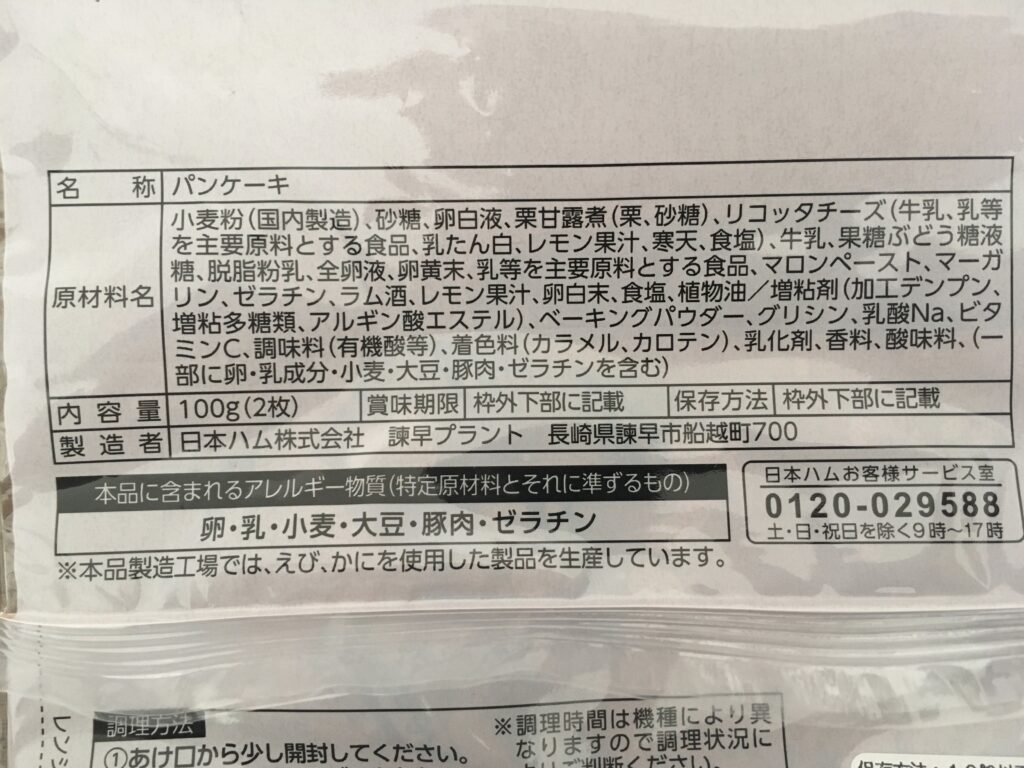 名称 パンケーキ
原材料名 小麦粉(国内製造)、砂糖、卵白液、栗甘露煮(栗、砂糖)、リコッタチーズ(牛乳、乳等
を主要原料とする食品、乳たん白、レモン果汁、寒天、食塩)、牛乳、果糖ぶどう糖液
糖、脱脂粉乳、全卵液、卵黄末、乳等を主要原料とする食品、マロンペースト、マーガ
リン、ゼラチン、ラム酒、レモン果汁、卵白末、食塩、植物油/増粘剤(加工デンプン、
増粘多糖類、アルギン酸エステル)、ベーキングパウダー、グリシン、乳酸Na、ビタ
ミンC、調味料(有機酸等)、着色料(カラメル、カロテン)、乳化剤、香料、酸味料、(一
部に卵・乳成分・小麦・大豆・豚肉・ゼラチンを含む)
内容量 100g(2枚) 賞味期限 枠外下部に記載 保存方法 枠外下部に記載
製造者 日本ハム株式会社 諫早プラント 長崎県諫早市船越町700
本品に含まれるアレルギー物質(特定原材料とそれに準ずるもの)
卵・乳・小麦・大豆・豚肉・ゼラチン
※本品製造工場では、えび、かにを使用した製品を生産しています。
日本ハムお客様サービス室
0120-029588
土・日・祝日を除く9時〜17時
調理方法
①あけ口から少し開封してください。
※調理時間は機種により異
なりますので調理状況に
よりご判断ください。
保存方法: